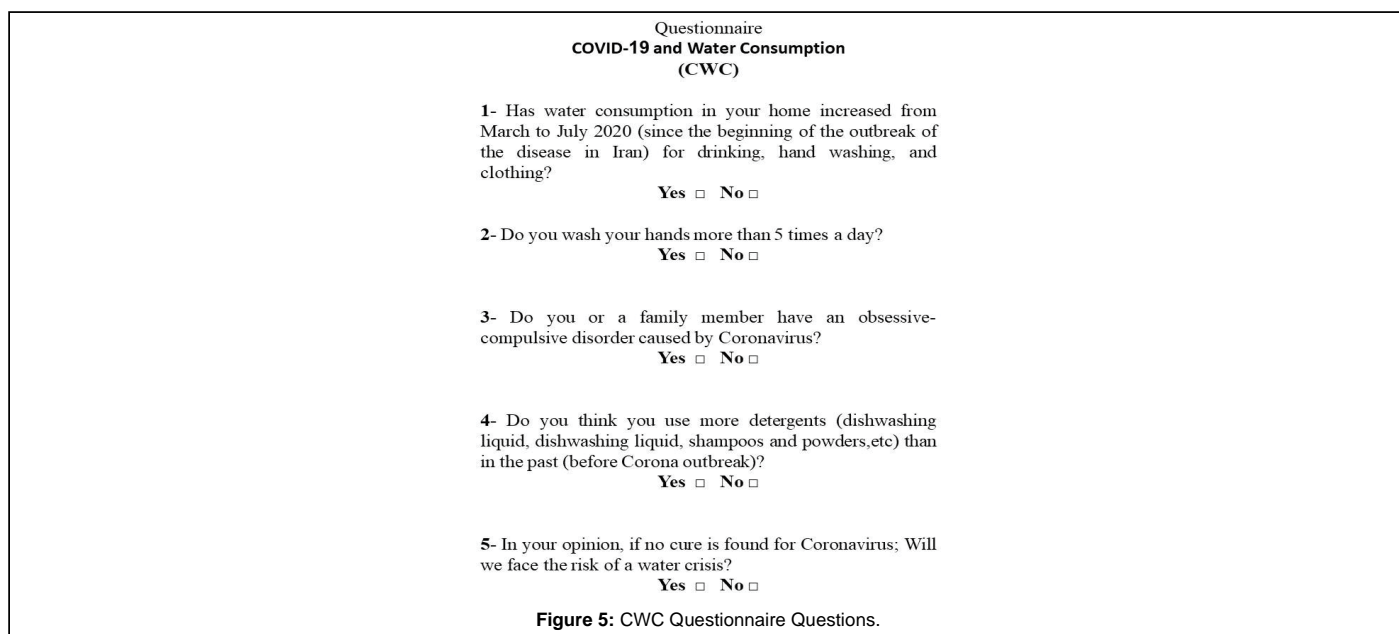 Questionnaire
COVID-19 and Water Consumption
(CWC)
1- Has water consumption in your home increased from
March to July 2020 (since the beginning of the outbreak of
the disease in Iran) for drinking, hand washing, and
clothing?
Yes □ No □
2- Do you wash your hands more than 5 times a day?
Yes □ No □
3- Do you or a family member have an obsessive-
compulsive disorder caused by Coronavirus?
Yes □ No □
4- Do you think you use more detergents (dishwashing
liquid, dishwashing liquid, shampoos and powders,etc) than
in the past (before Corona outbreak)?
Yes □ No □
5- In your opinion, if no cure is found for Coronavirus; Will
we face the risk of a water crisis?
Yes □ No □
Figure 5: CWC Questionnaire Questions.